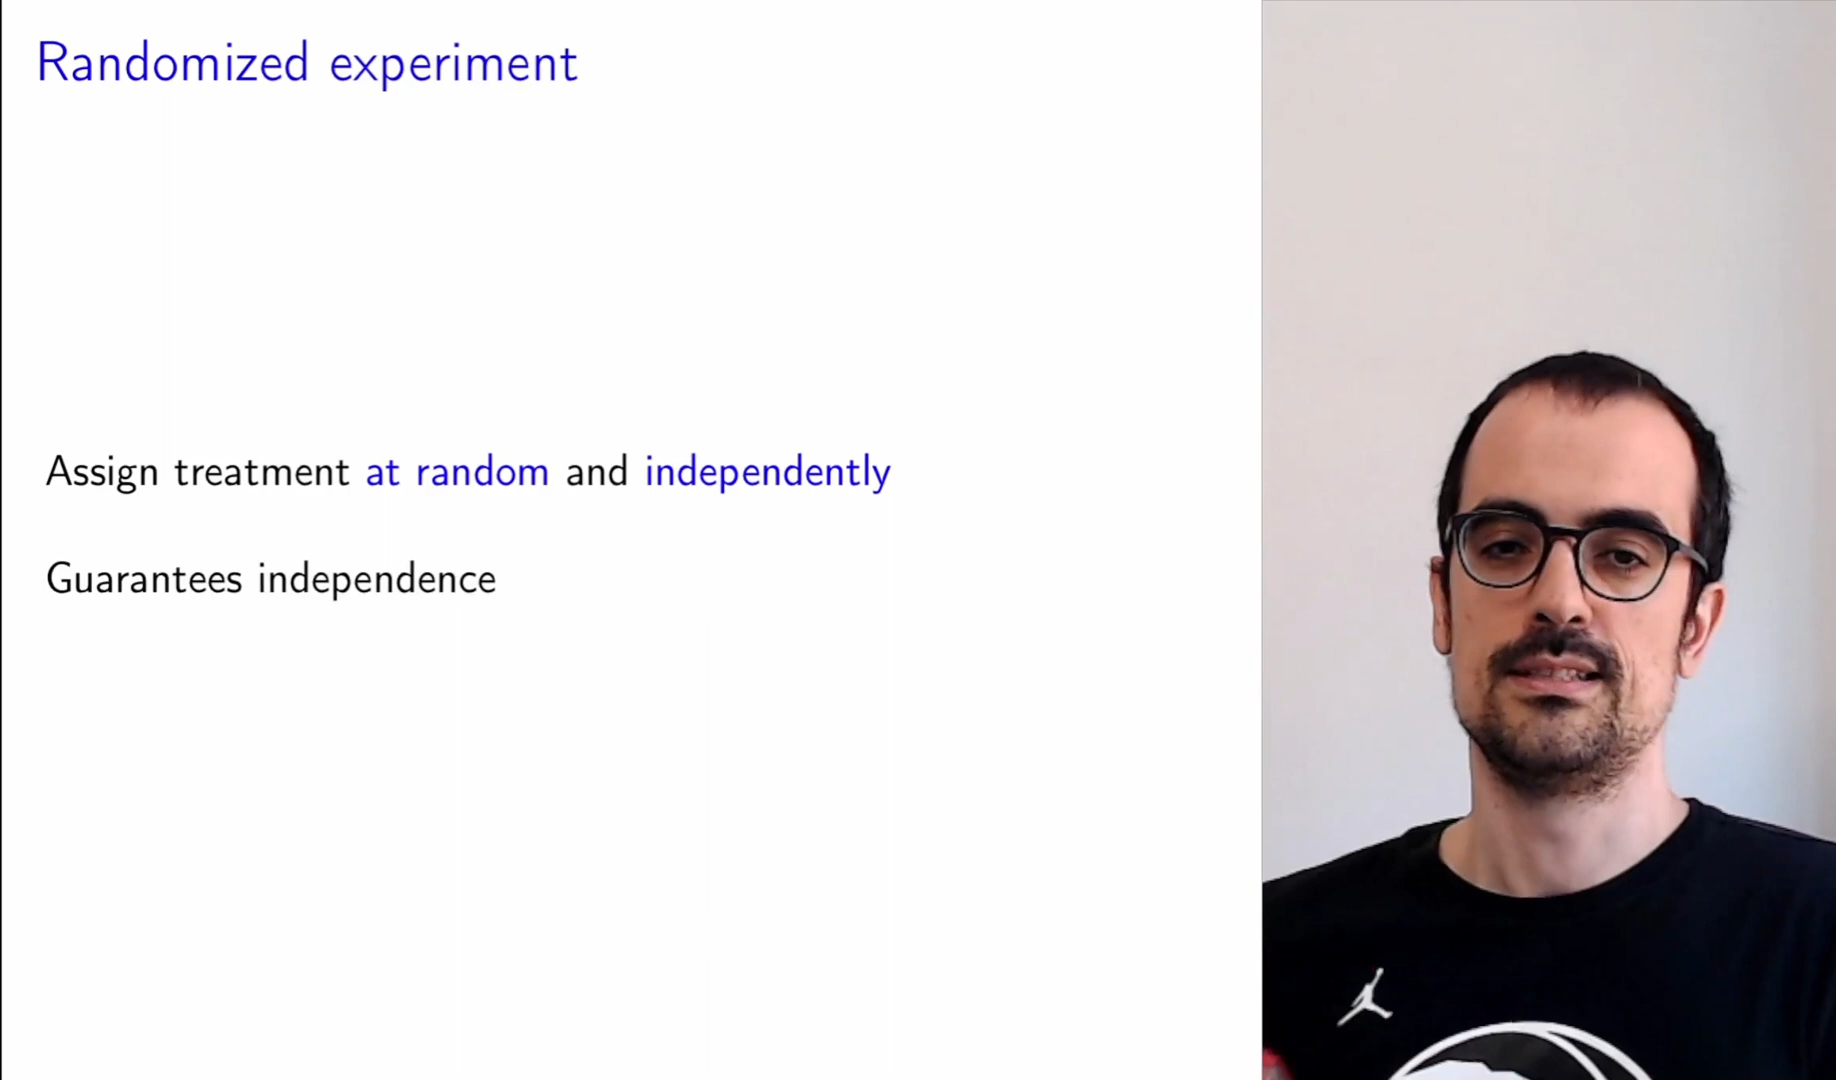 Randomized experiment
Assign treatment at random and independently
Guarantees independence